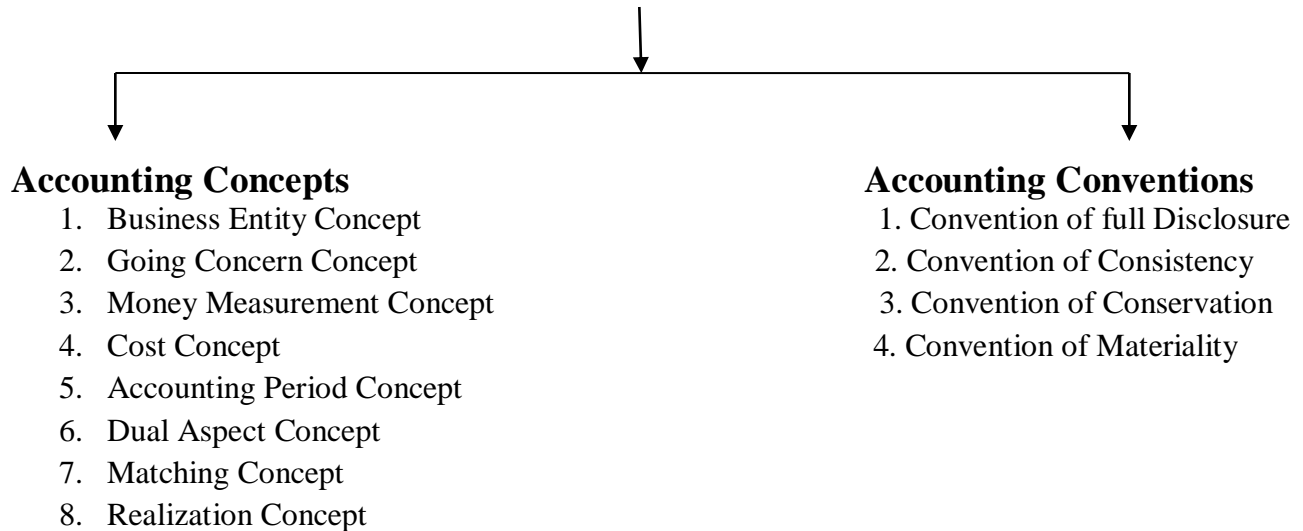 Accounting Concepts
1. Business Entity Concept
2. Going Concern Concept
3. Money Measurement Concept
4. Cost Concept
5. Accounting Period Concept
6. Dual Aspect Concept
7. Matching Concept
8. Realization Concept
Accounting Conventions
1. Convention of full Disclosure
2. Convention of Consistency
3. Convention of Conservation
4. Convention of Materiality